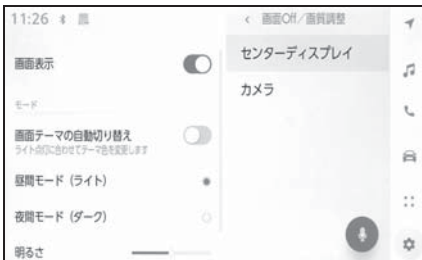 11:26
画面表示
モード
画面テーマの自動切り替え
ライト点灯に合わせてテーマ色を変更します
昼間モード (ライト)
夜間モード (ダーク)
明るさ
< 画面Off/画質調整
センターディスプレイ
カメラ